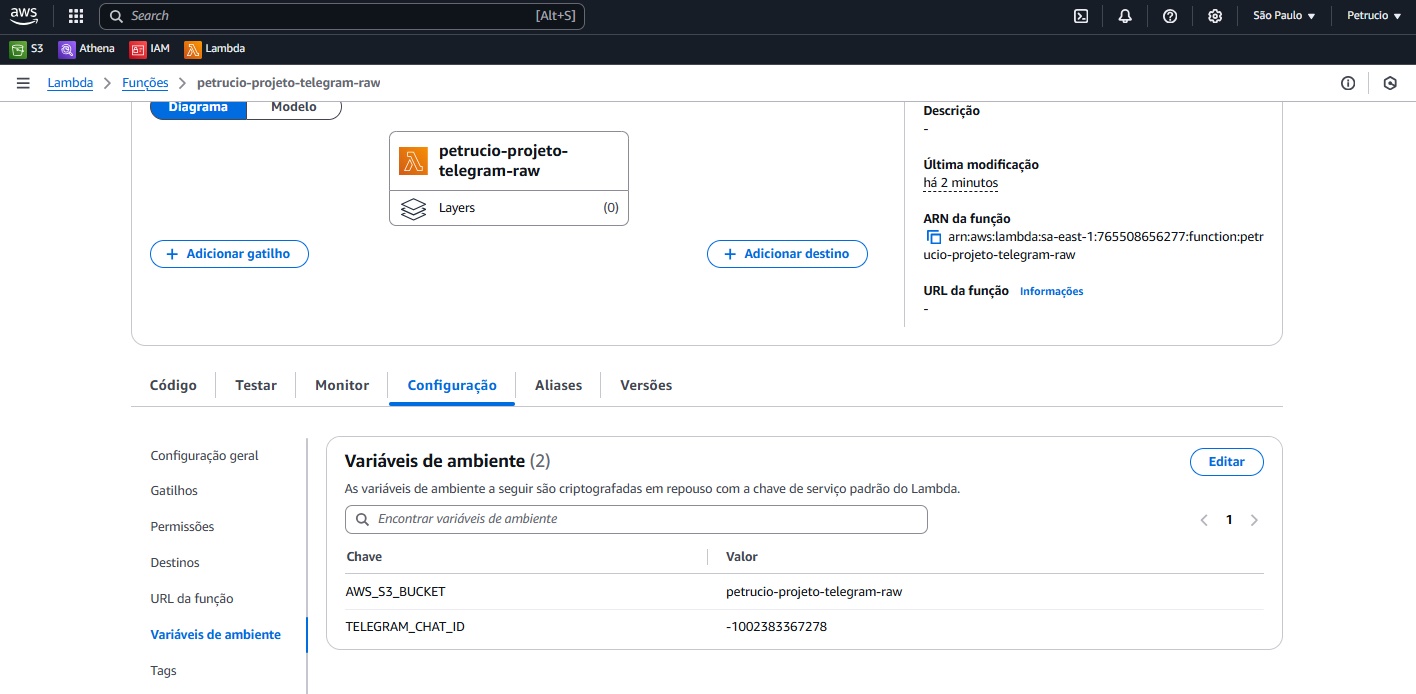 aws
Search [Alt+S]
São Paulo
Petrucio
S3 Athena IAM Lambda
Lambda
Funções
petrucio-projeto-telegram-raw
Diagrama
Modelo
petrucio-projeto-
telegram-raw
Layers (0)
Adicionar gatilho
Adicionar destino
Descrição
-
Última modificação
há 2 minutos
ARN da função
arn:aws:lambda:sa-east-1:765508656277:function:petr
ucio-projeto-telegram-raw
URL da função Informações
-
Código Testar Monitor Configuração Aliases Versões
Configuração geral
Gatilhos
Permissões
Destinos
URL da função
Variáveis de ambiente
Tags
Variáveis de ambiente (2)
Editar
As variáveis de ambiente a seguir são criptografadas em repouso com a chave de serviço padrão do Lambda.
Encontrar variáveis de ambiente
1
Chave Valor
AWS_S3_BUCKET petrucio-projeto-telegram-raw
TELEGRAM_CHAT_ID -1002383367278